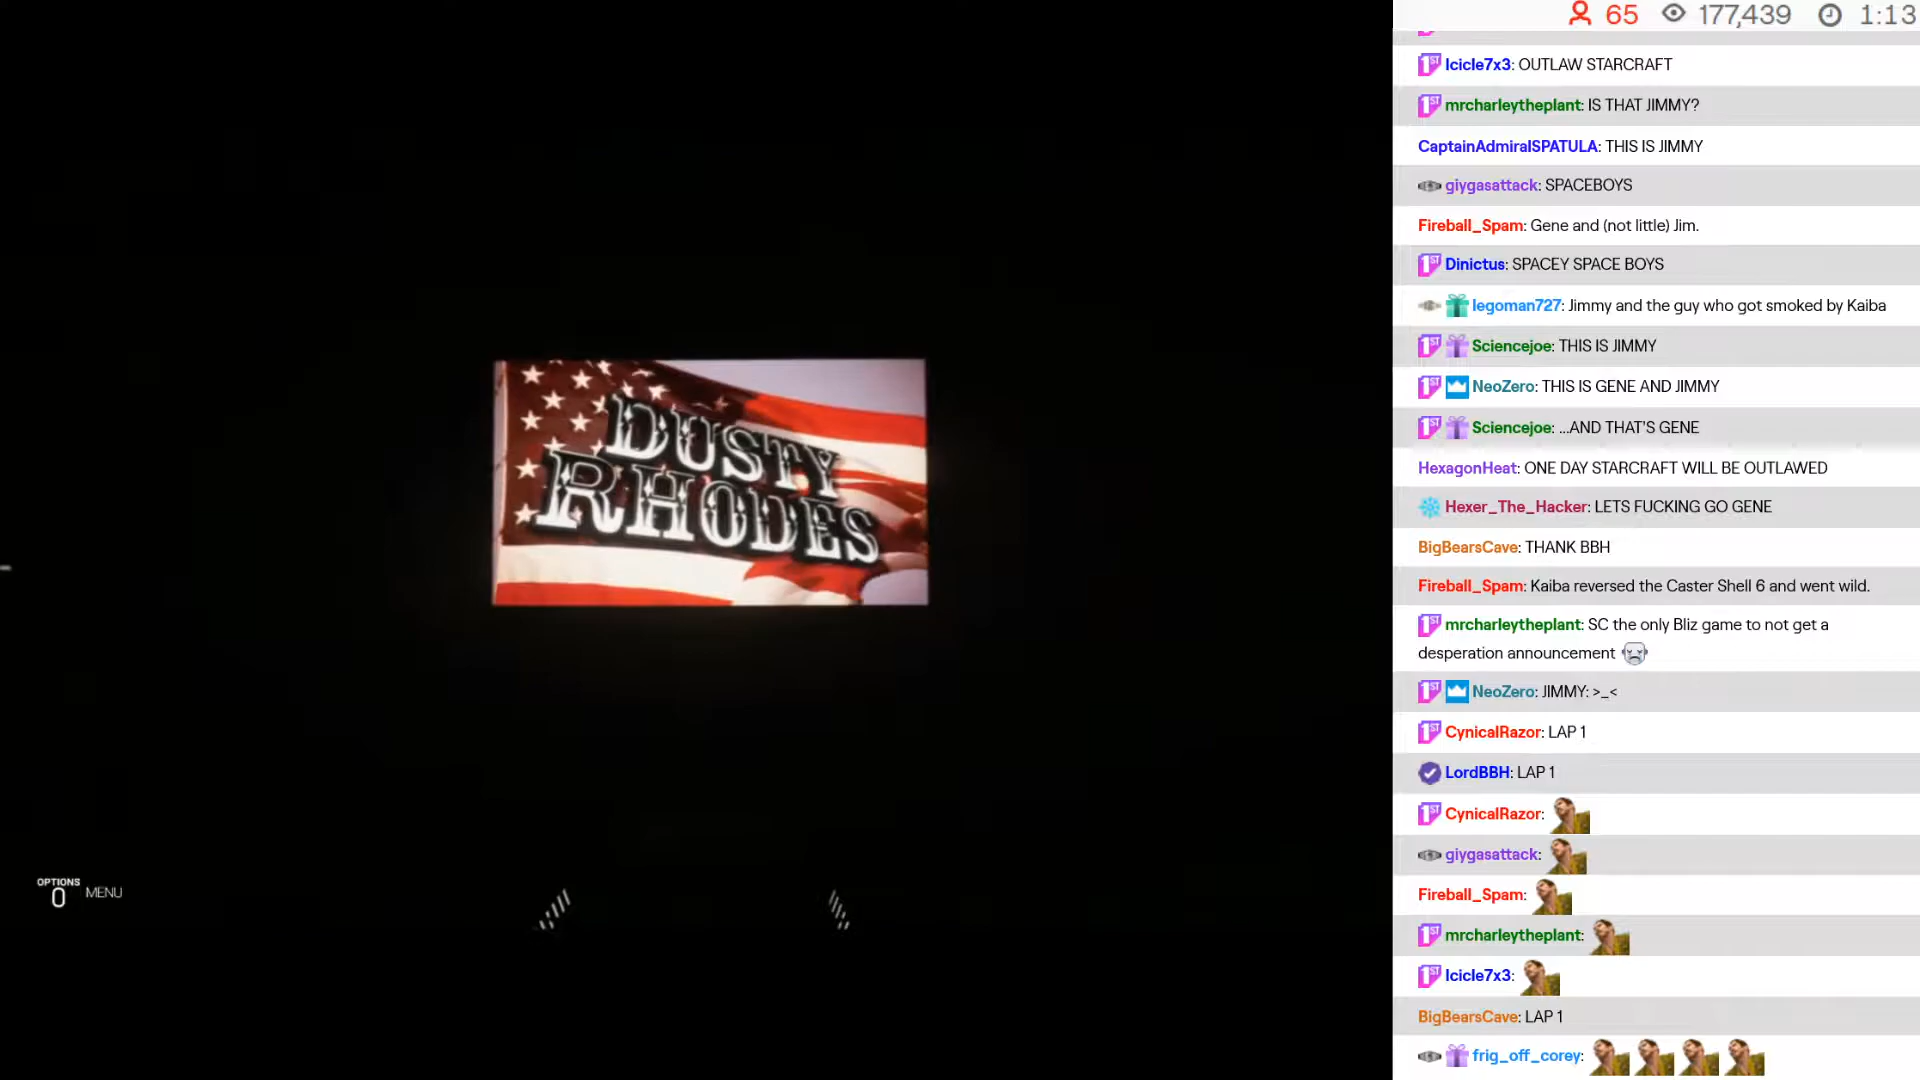 DUSTY
RHODES
OPTIONS
MENU
65 177,439 1:13
Icicle7x3: OUTLAW STARCRAFT
mrcharleytheplant: IS THAT JIMMY?
CaptainAdmiralSPATULA: THIS IS JIMMY
giygasattack: SPACEBOYS
Fireball_Spam: Gene and (not little) Jim.
Dinictus: SPACEY SPACE BOYS
legoman727: Jimmy and the guy who got smoked by Kaiba
Sciencejoe: THIS IS JIMMY
NeoZero: THIS IS GENE AND JIMMY
Sciencejoe: ...AND THAT'S GENE
HexagonHeat: ONE DAY STARCRAFT WILL BE OUTLAWED
Hexer_The_Hacker: LETS FUCKING GO GENE
BigBearsCave: THANK BBH
Fireball_Spam: Kaiba reversed the Caster Shell 6 and went wild.
mrcharleytheplant: SC the only Bliz game to not get a
desperation announcement
NeoZero: JIMMY: >_<
CynicalRazor: LAP 1
LordBBH: LAP 1
CynicalRazor:
giygasattack:
Fireball_Spam:
mrcharleytheplant:
Icicle7x3:
BigBearsCave: LAP 1
frig_off_corey: